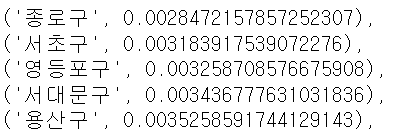 ('종로구', 0.0028472157857252307),
('서초구', 0.003183917539072276),
('영등포구', 0.003258708576675908),
('서대문구', 0.003436777631031836),
('용산구', 0.0035258591744129143),